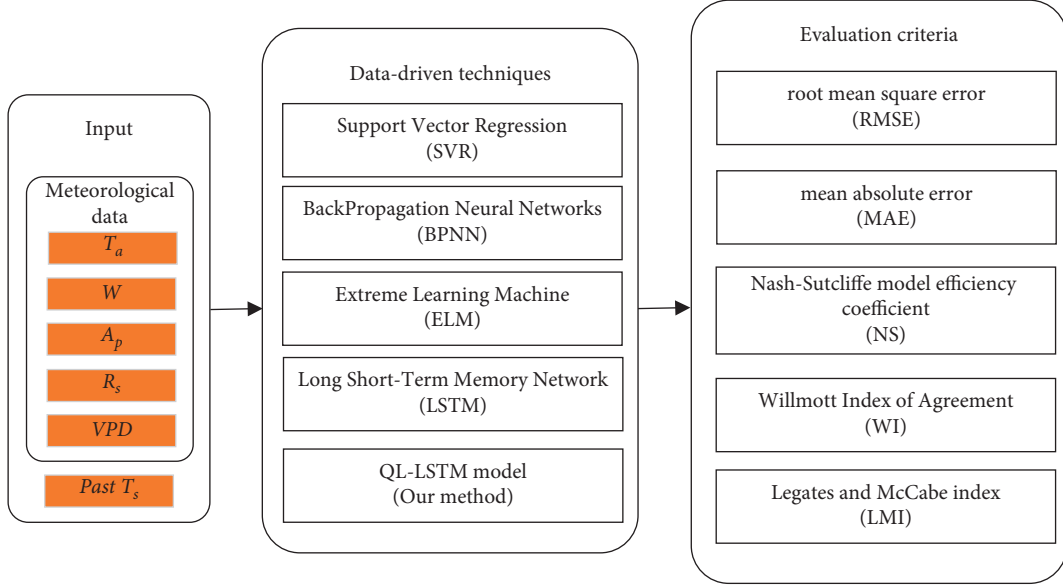 Input
Meteorological
data
T_a
W
A_p
R_s
VPD
Past T_s
Data-driven techniques
Support Vector Regression
(SVR)
BackPropagation Neural Networks
(BPNN)
Extreme Learning Machine
(ELM)
Long Short-Term Memory Network
(LSTM)
QL-LSTM model
(Our method)
Evaluation criteria
root mean square error
(RMSE)
mean absolute error
(MAE)
Nash-Sutcliffe model efficiency
coefficient
(NS)
Willmott Index of Agreement
(WI)
Legates and McCabe index
(LMI)